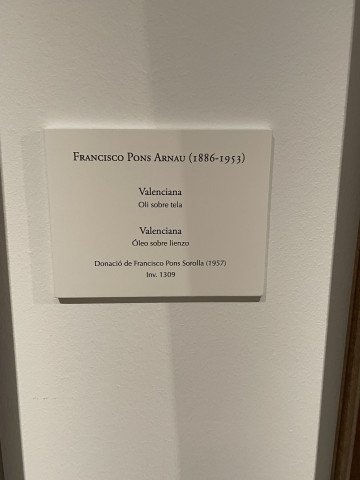 Francisco Pons Arnau (1886-1953)
Valenciana
Oli sobre tela
Valenciana
Óleo sobre lienzo
Donació de Francisco Pons Sorolla (1957)
Inv. 1309